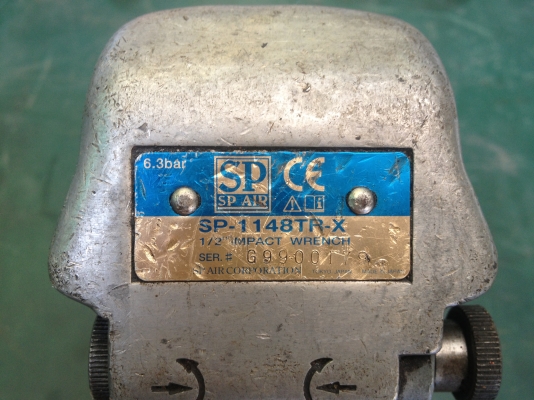 6.3bar
SP
SP AIR
CE
SP-1148TR-X
1/2" IMPACT WRENCH
SER. #
SP AIR CORPORATION